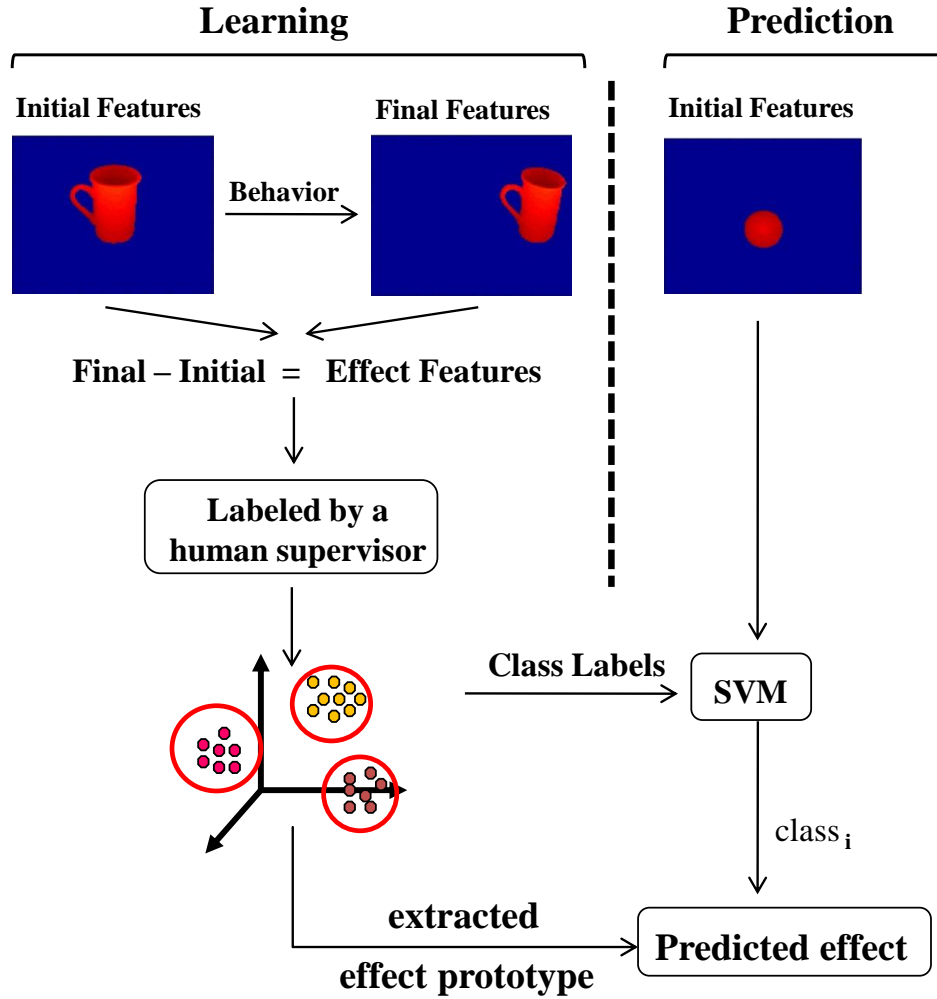 Learning
Prediction
Initial Features
Final Features
Initial Features
Behavior
Final – Initial = Effect Features
Labeled by a
human supervisor
Class Labels
SVM
class i
extracted
effect prototype
Predicted effect